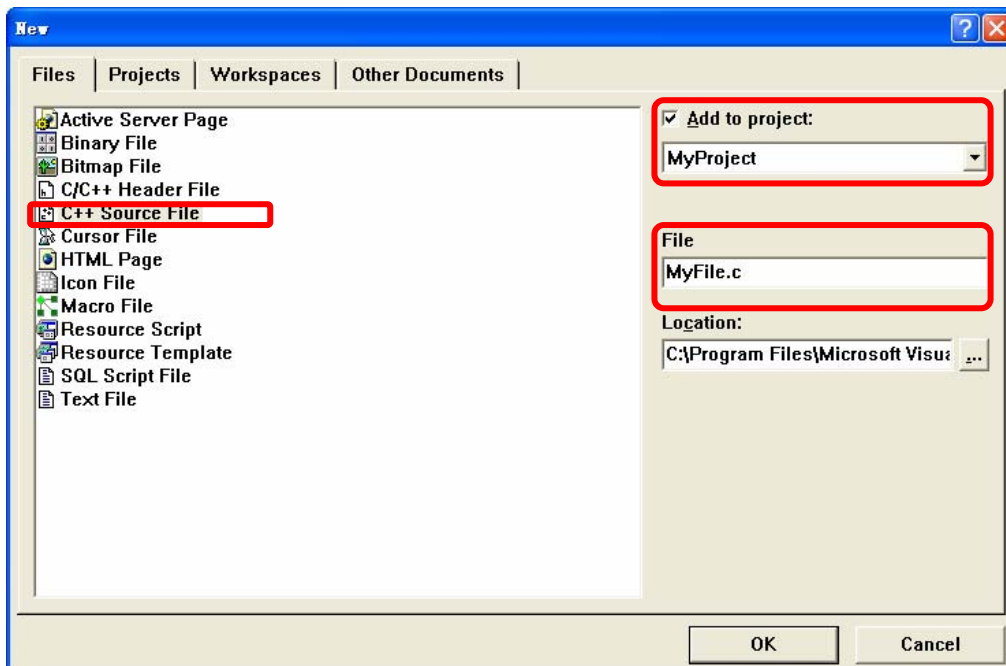 New
Files Projects Workspaces Other Documents
Active Server Page
Binary File
Bitmap File
C/C++ Header File
C++ Source File
Cursor File
HTML Page
Icon File
Macro File
Resource Script
Resource Template
SQL Script File
Text File
Add to project:
MyProject
File
MyFile.c
Location:
C:\Program Files\Microsoft Visua ...
OK Cancel